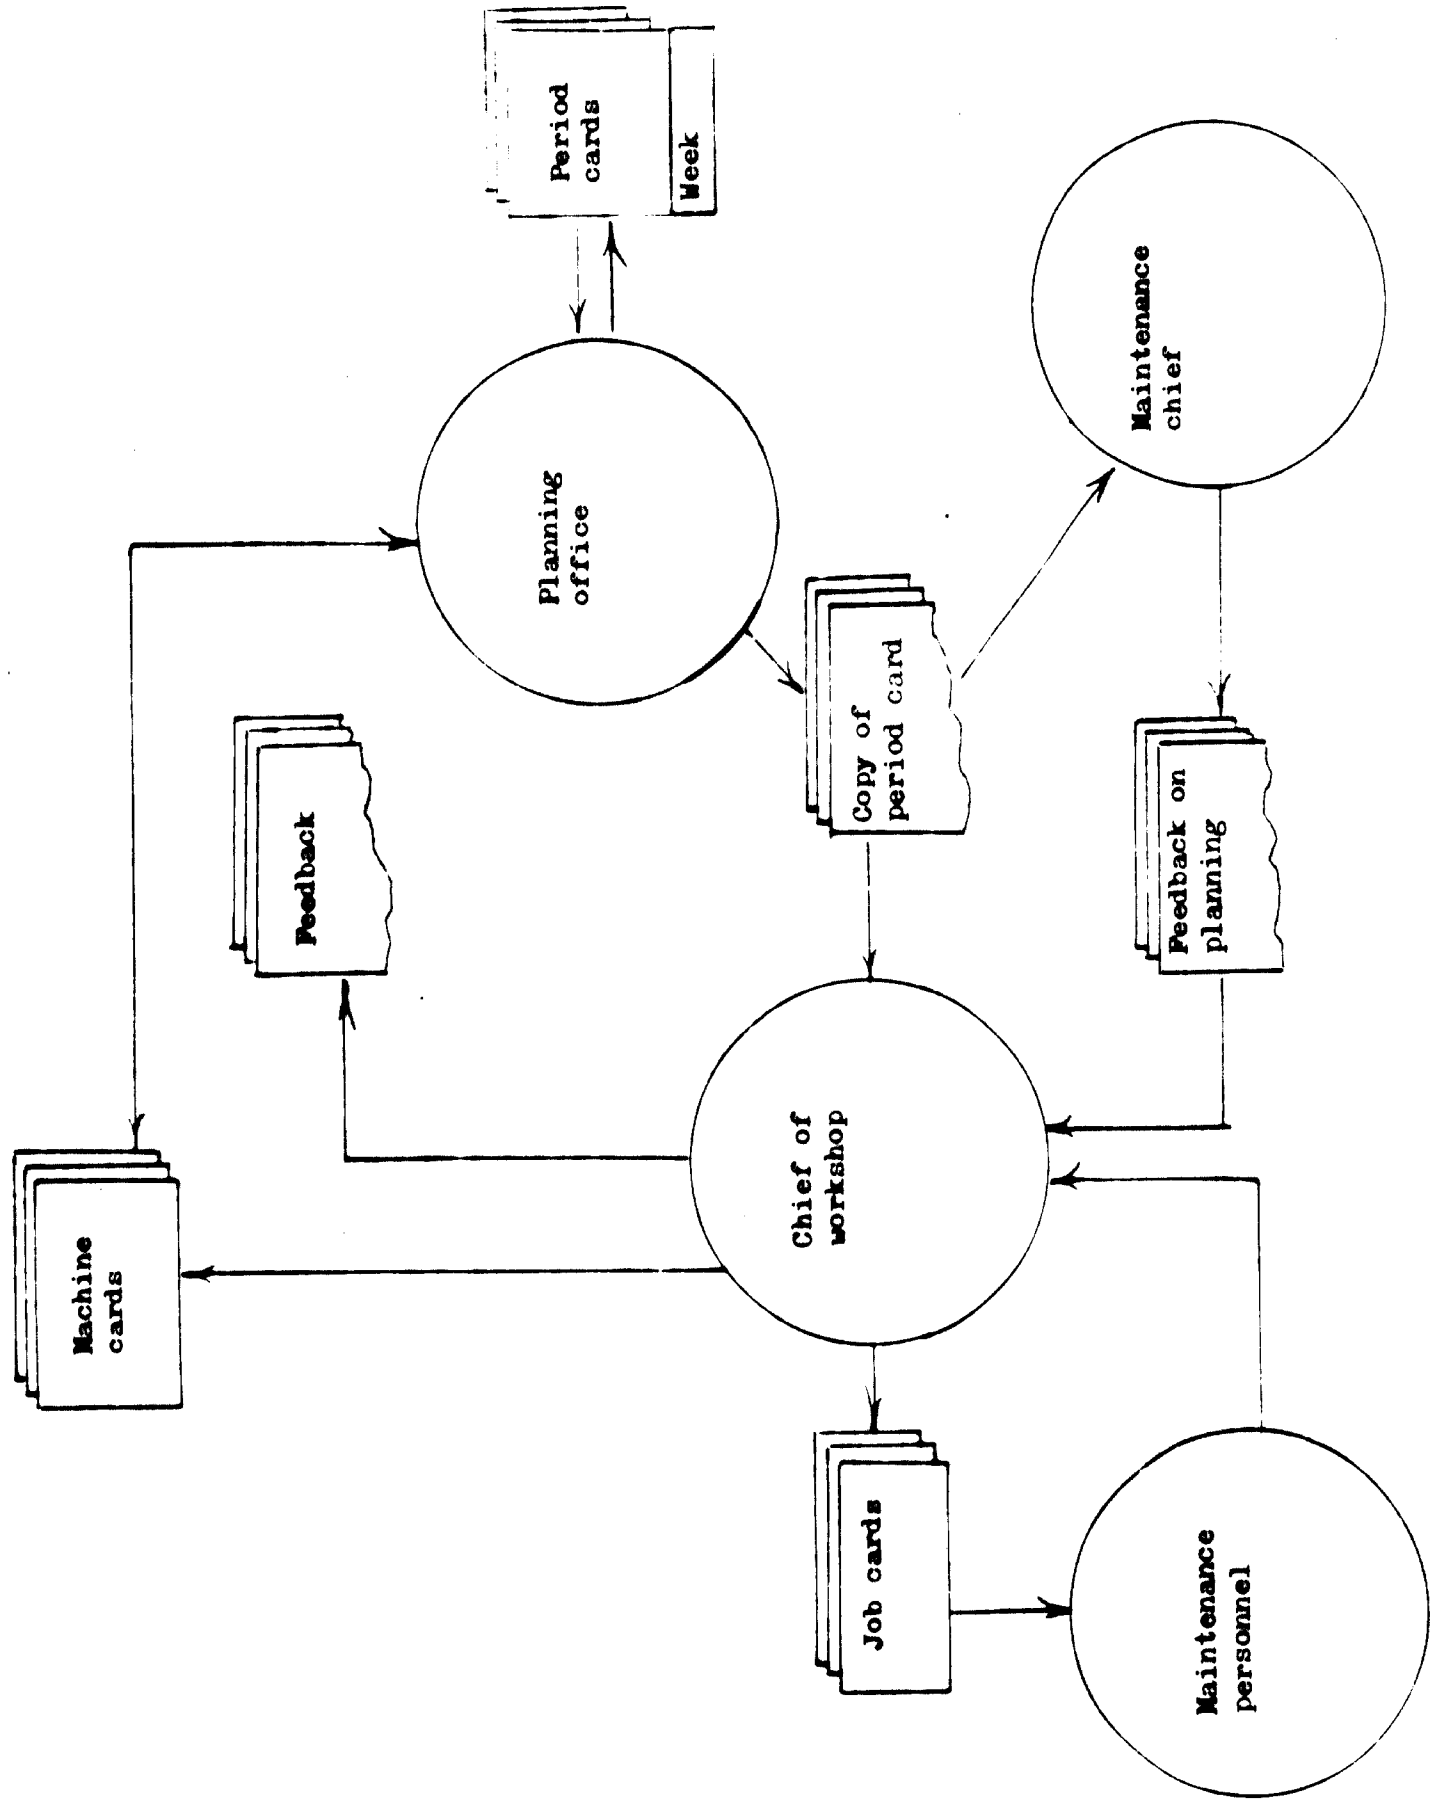 Machine
cards
Feedback
Planning
office
Period
cards
Week
Chief of
workshop
Copy of
period card
Job cards
Maintenance
personnel
Feedback on
planning
Maintenance
chief